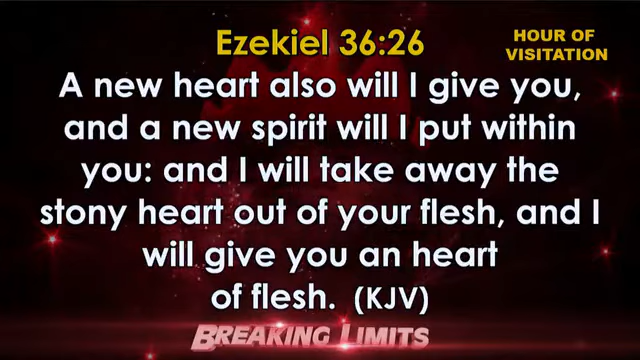 Ezekiel 36:26
HOUR OF
VISITATION
A new heart also will I give you,
and a new spirit will I put within
you: and I will take away the
stony heart out of your flesh, and I
will give you an heart
of flesh. (KJV)
BREAKING LIMITS